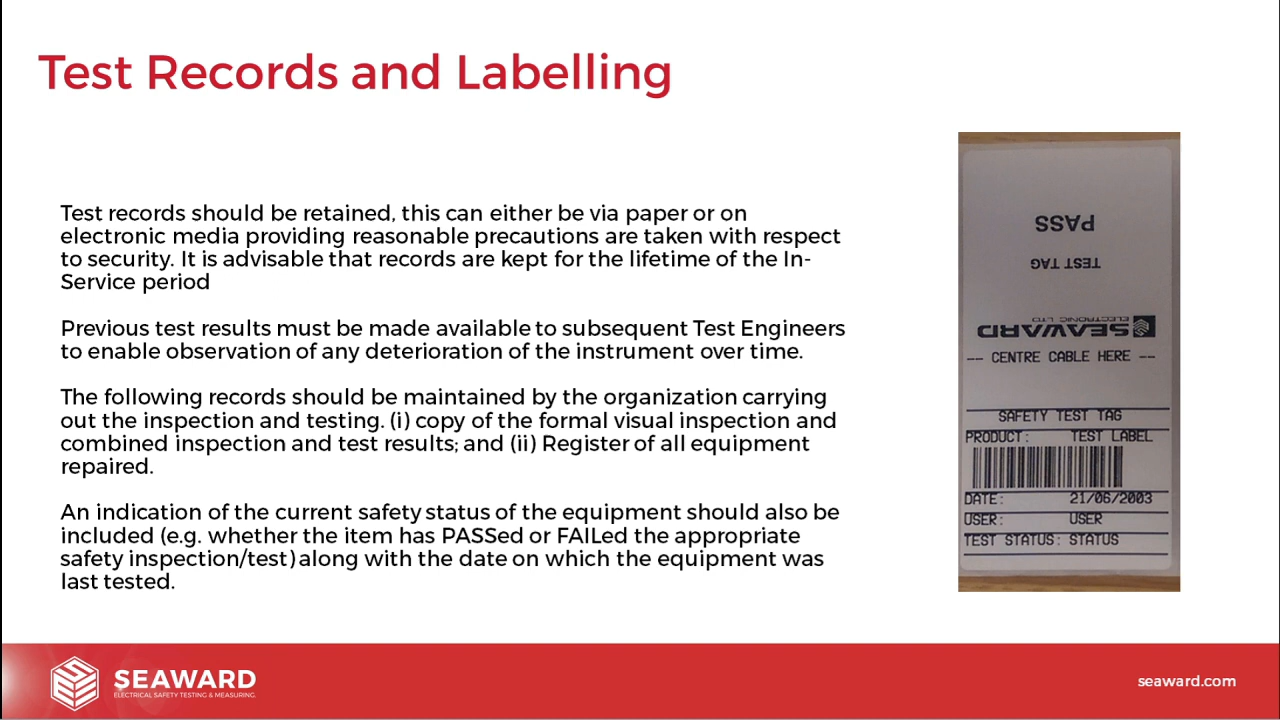 Test Records and Labelling
Test records should be retained, this can either be via paper or on
electronic media providing reasonable precautions are taken with respect
to security. It is advisable that records are kept for the lifetime of the In-
Service period
Previous test results must be made available to subsequent Test Engineers
to enable observation of any deterioration of the instrument over time.
The following records should be maintained by the organization carrying
out the inspection and testing. (i) copy of the formal visual inspection and
combined inspection and test results; and (ii) Register of all equipment
repaired.
An indication of the current safety status of the equipment should also be
included (e.g. whether the item has PASSed or FAILed the appropriate
safety inspection/test) along with the date on which the equipment was
last tested.
PASS
TEST TAG
SEAWARD
ELECTRONIC LTD
-- CENTRE CABLE HERE --
SAFETY TEST TAG
PRODUCT: TEST LABEL
DATE: 21/06/2003
USER: USER
TEST STATUS: STATUS
SEAWARD
ELECTRICAL SAFETY TESTING & MEASURING.
seaward.com